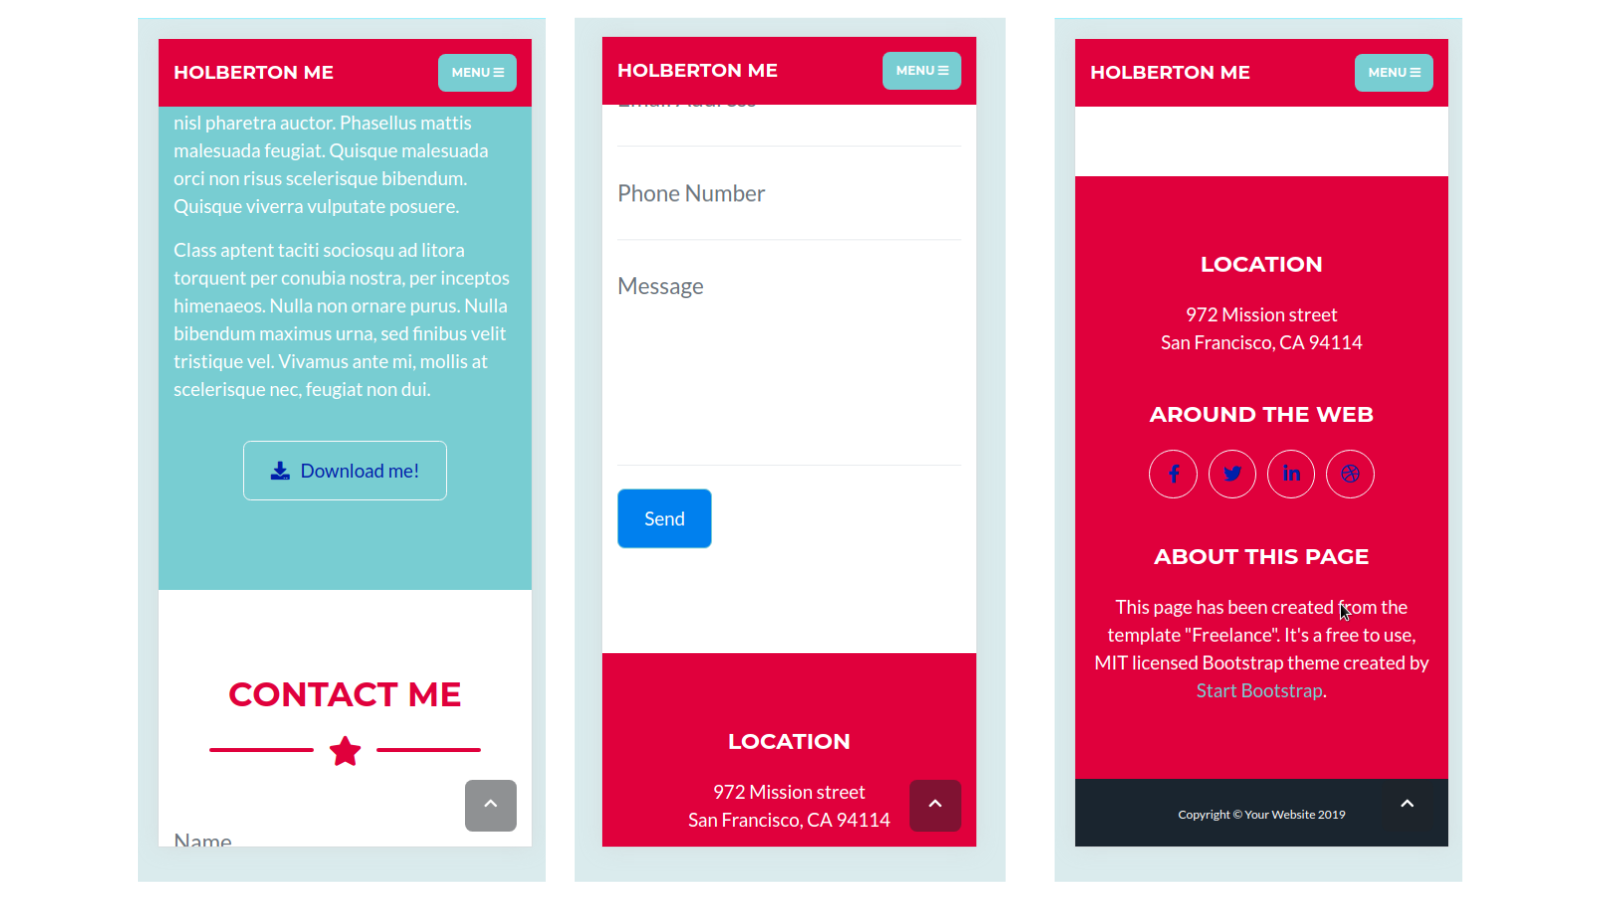 HOLBERTON ME
MENU
nisl pharetra auctor. Phasellus mattis
malesuada feugiat. Quisque malesuada
orci non risus scelerisque bibendum.
Quisque viverra vulputate posuere.
Class aptent taciti sociosqu ad litora
torquent per conubia nostra, per inceptos
himenaeos. Nulla non ornare purus. Nulla
bibendum maximus urna, sed finibus velit
tristique vel. Vivamus ante mi, mollis at
scelerisque nec, feugiat non dui.
Download me!
CONTACT ME
Name
HOLBERTON ME
MENU
Email Address
Phone Number
Message
Send
LOCATION
972 Mission street
San Francisco, CA 94114
HOLBERTON ME
MENU
LOCATION
972 Mission street
San Francisco, CA 94114
AROUND THE WEB
ABOUT THIS PAGE
This page has been created from the
template "Freelance". It's a free to use,
MIT licensed Bootstrap theme created by
Start Bootstrap.
Copyright © Your Website 2019